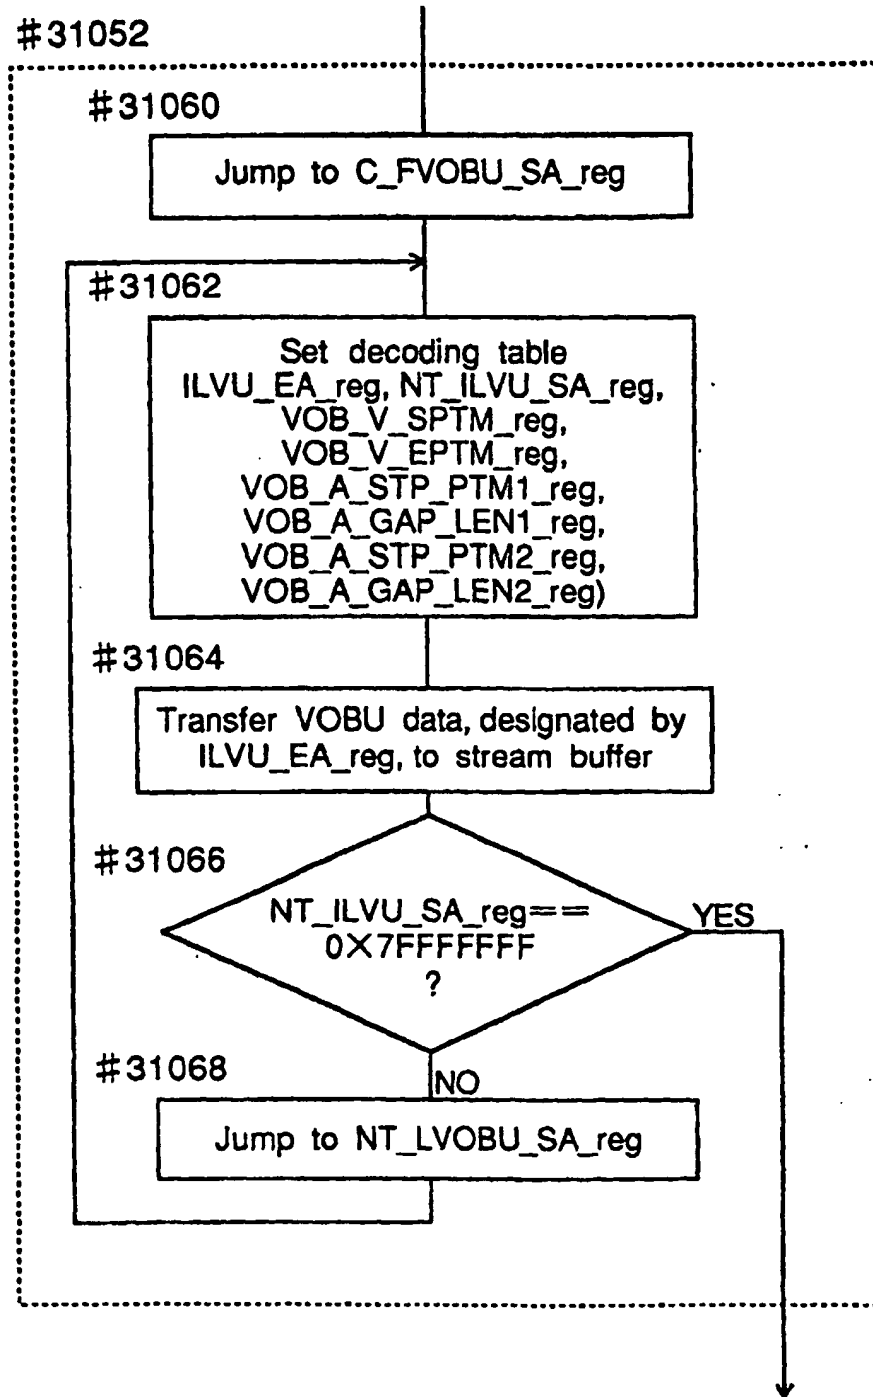 #31052
#31060
Jump to C_FVOBU_SA_reg
#31062
Set decoding table
ILVU_EA_reg, NT_ILVU_SA_reg,
VOB_V_SPTM_reg,
VOB_V_EPTM_reg,
VOB_A_STP_PTM1_reg,
VOB_A_GAP_LEN1_reg,
VOB_A_STP_PTM2_reg,
VOB_A_GAP_LEN2_reg)
#31064
Transfer VOBU data, designated by
ILVU_EA_reg, to stream buffer
#31066
NT_ILVU_SA_reg==
0X7FFFFFFF
?
YES
#31068
NO
Jump to NT_LVOBU_SA_reg